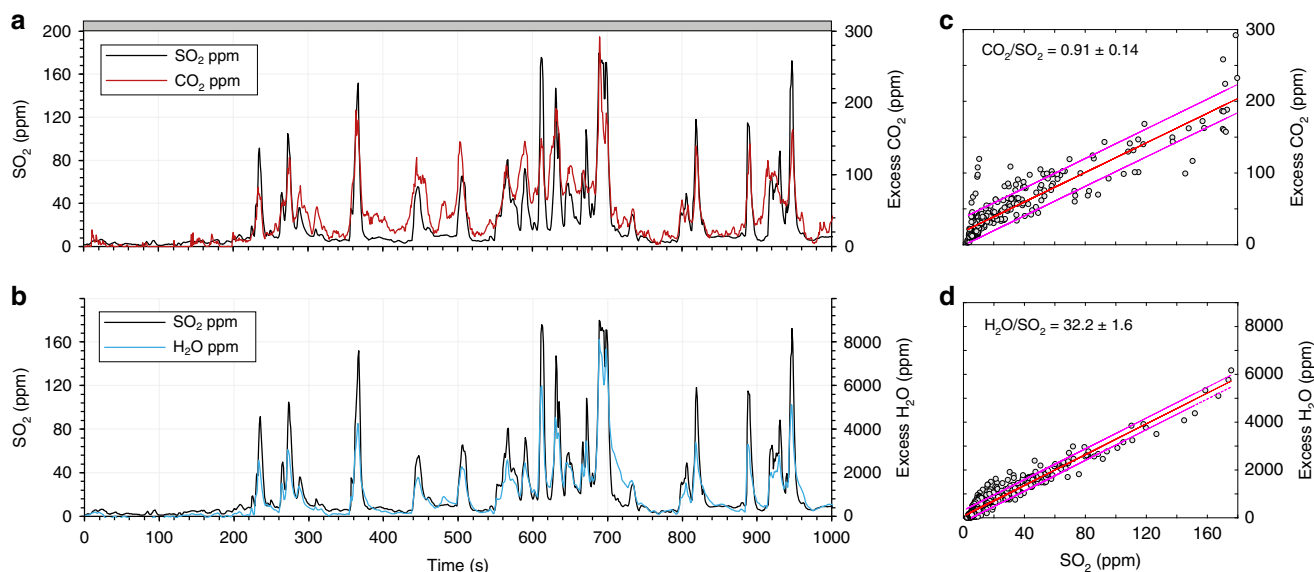 a
200
160
120
80
40
0
SO₂ (ppm)
SO₂ ppm
CO₂ ppm
300
200
100
0
Excess CO₂ (ppm)
b
160
120
80
40
0
SO₂ (ppm)
SO₂ ppm
H₂O ppm
8000
6000
4000
2000
0
Excess H₂O (ppm)
0 100 200 300 400 500 600 700 800 900 1000
Time (s)
c
CO₂/SO₂ = 0.91 ± 0.14
300
200
100
0
Excess CO₂ (ppm)
d
H₂O/SO₂ = 32.2 ± 1.6
8000
6000
4000
2000
0
Excess H₂O (ppm)
0 40 80 120 160
SO₂ (ppm)